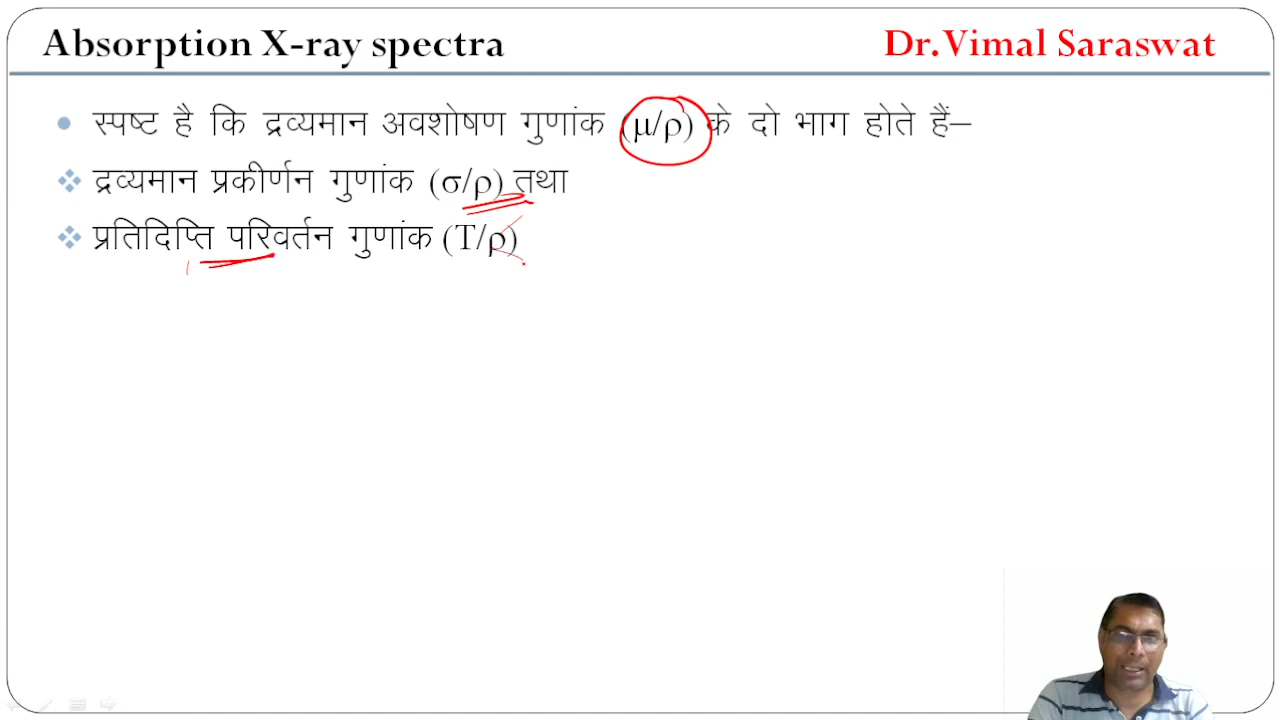 Absorption X-ray spectra
Dr.Vimal Saraswat
स्पष्ट है कि द्रव्यमान अवशोषण गुणांक (μ/ρ) के दो भाग होते हैं–
द्रव्यमान प्रकीर्णन गुणांक (σ/ρ) तथा
प्रतिदिप्ति परिवर्तन गुणांक (T/ρ)